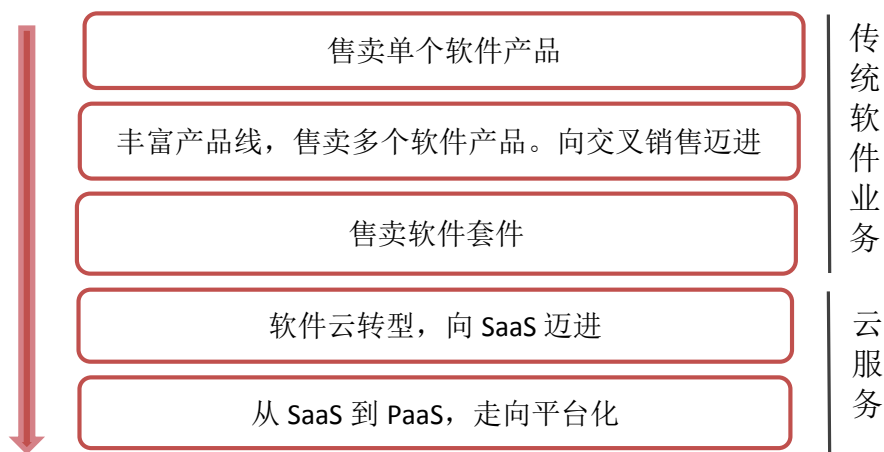 售卖单个软件产品
丰富产品线，售卖多个软件产品。向交叉销售迈进
售卖软件套件
传统软件业务
软件云转型，向 SaaS 迈进
从 SaaS 到 PaaS，走向平台化
云服务